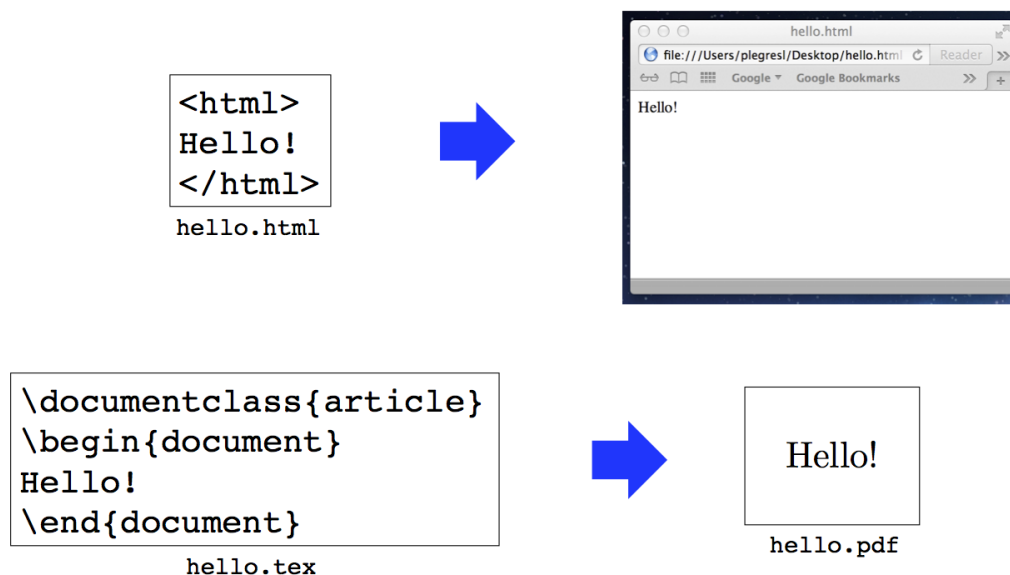 <html>
Hello!
</html>
hello.html
hello.html
file:///Users/plegresl/Desktop/hello.html
Reader
Google
Google Bookmarks
Hello!
\documentclass{article}
\begin{document}
Hello!
\end{document}
hello.tex
Hello!
hello.pdf